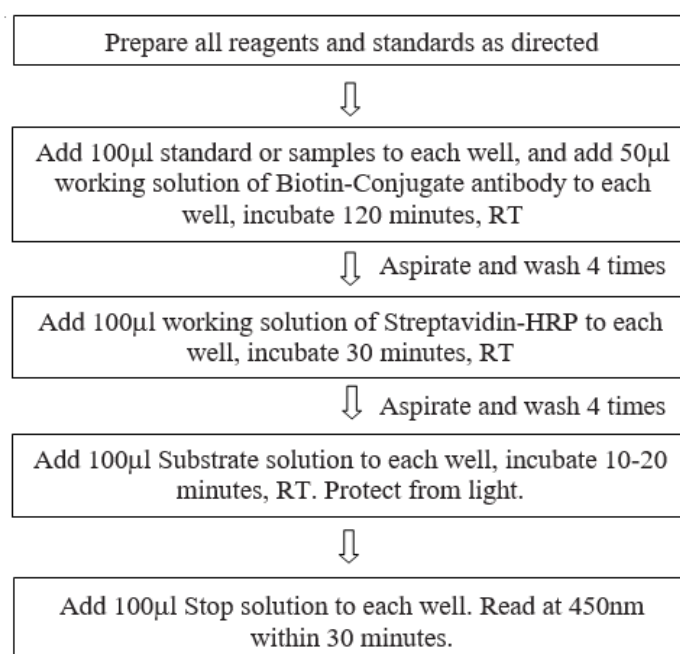 Prepare all reagents and standards as directed
Add 100µl standard or samples to each well, and add 50µl
working solution of Biotin-Conjugate antibody to each
well, incubate 120 minutes, RT
Aspirate and wash 4 times
Add 100µl working solution of Streptavidin-HRP to each
well, incubate 30 minutes, RT
Aspirate and wash 4 times
Add 100µl Substrate solution to each well, incubate 10-20
minutes, RT. Protect from light.
Add 100µl Stop solution to each well. Read at 450nm
within 30 minutes.